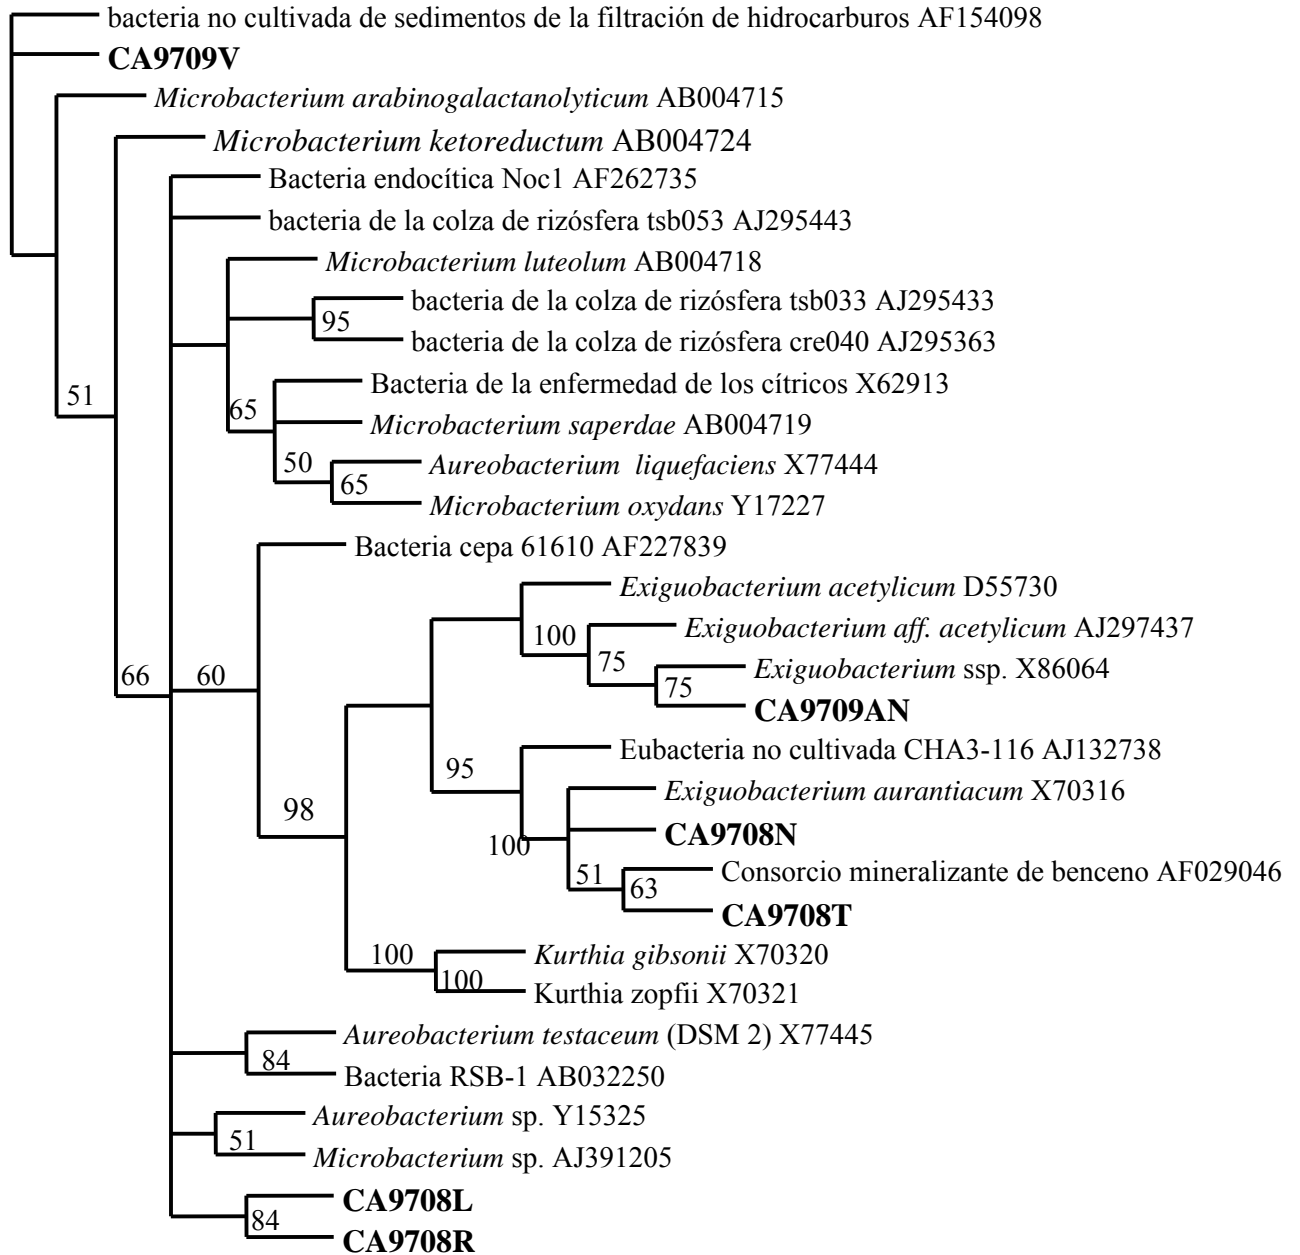 bacteria no cultivada de sedimentos de la filtración de hidrocarburos AF154098
CA9709V
Microbacterium arabinogalactanolyticum AB004715
Microbacterium ketoreductum AB004724
Bacteria endocítica Noc1 AF262735
bacteria de la colza de rizósfera tsb053 AJ295443
Microbacterium luteolum AB004718
bacteria de la colza de rizósfera tsb033 AJ295433
95
bacteria de la colza de rizósfera cre040 AJ295363
Bacteria de la enfermedad de los cítricos X62913
51
65
Microbacterium saperdae AB004719
50
Aureobacterium  liquefaciens X77444
65
Microbacterium oxydans Y17227
Bacteria cepa 61610 AF227839
Exiguobacterium acetylicum D55730
100
Exiguobacterium aff. acetylicum AJ297437
75
Exiguobacterium ssp. X86064
66
60
75
CA9709AN
Eubacteria no cultivada CHA3-116 AJ132738
95
Exiguobacterium aurantiacum X70316
98
CA9708N
100
Consorcio mineralizante de benceno AF029046
51
63
CA9708T
100
Kurthia gibsonii X70320
100
Kurthia zopfii X70321
Aureobacterium testaceum (DSM 2) X77445
84
Bacteria RSB-1 AB032250
Aureobacterium sp. Y15325
51
Microbacterium sp. AJ391205
CA9708L
84
CA9708R